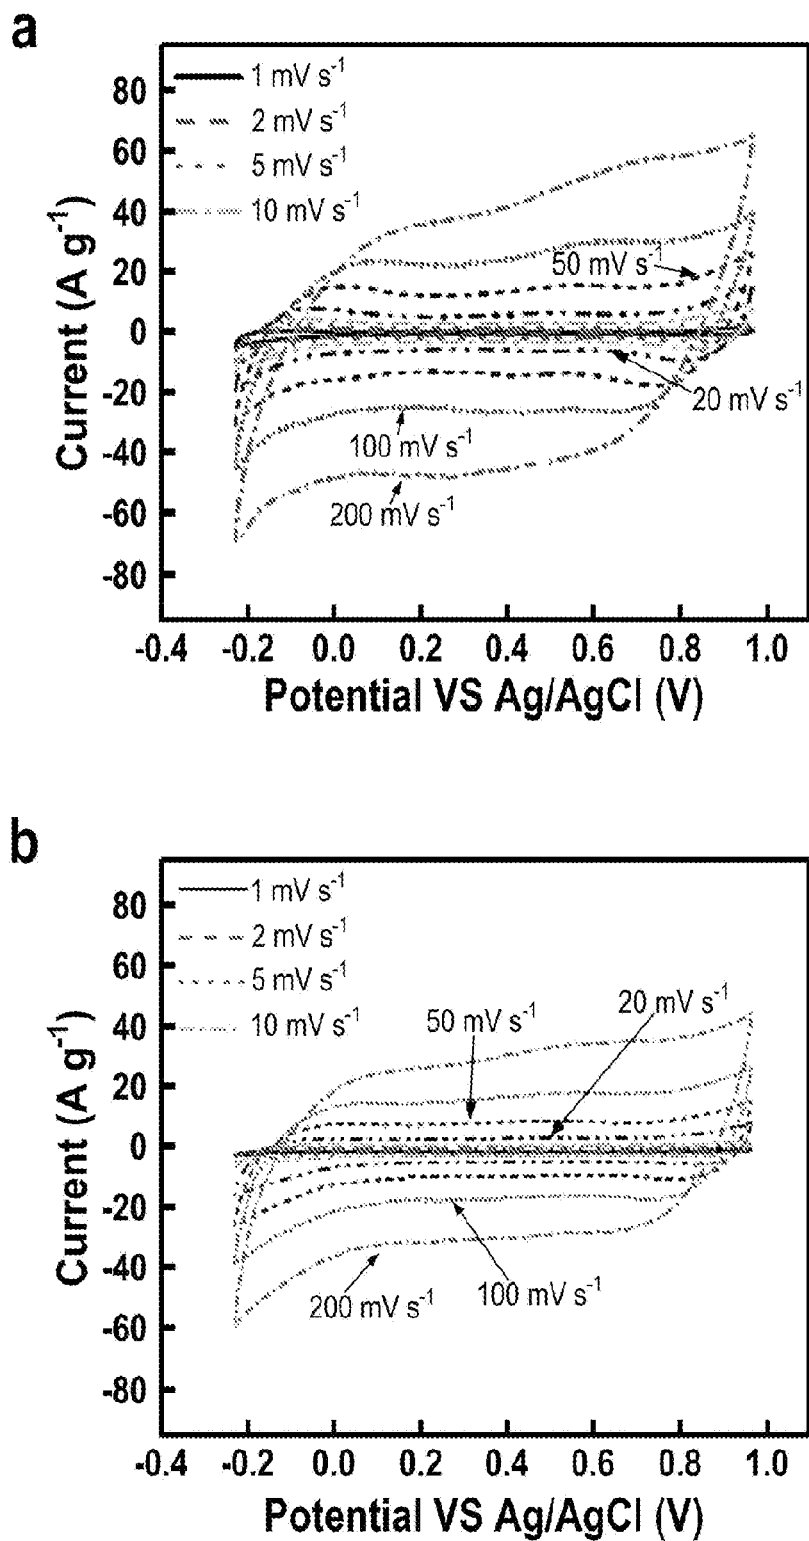 a
1 mV s⁻¹
2 mV s⁻¹
5 mV s⁻¹
10 mV s⁻¹
50 mV s⁻¹
20 mV s⁻¹
100 mV s⁻¹
200 mV s⁻¹
80
60
40
20
0
-20
-40
-60
-80
Current (A g⁻¹)
-0.4 -0.2 0.0 0.2 0.4 0.6 0.8 1.0
Potential VS Ag/AgCl (V)
b
1 mV s⁻¹
2 mV s⁻¹
5 mV s⁻¹
10 mV s⁻¹
50 mV s⁻¹
20 mV s⁻¹
200 mV s⁻¹
100 mV s⁻¹
80
60
40
20
0
-20
-40
-60
-80
Current (A g⁻¹)
-0.4 -0.2 0.0 0.2 0.4 0.6 0.8 1.0
Potential VS Ag/AgCl (V)